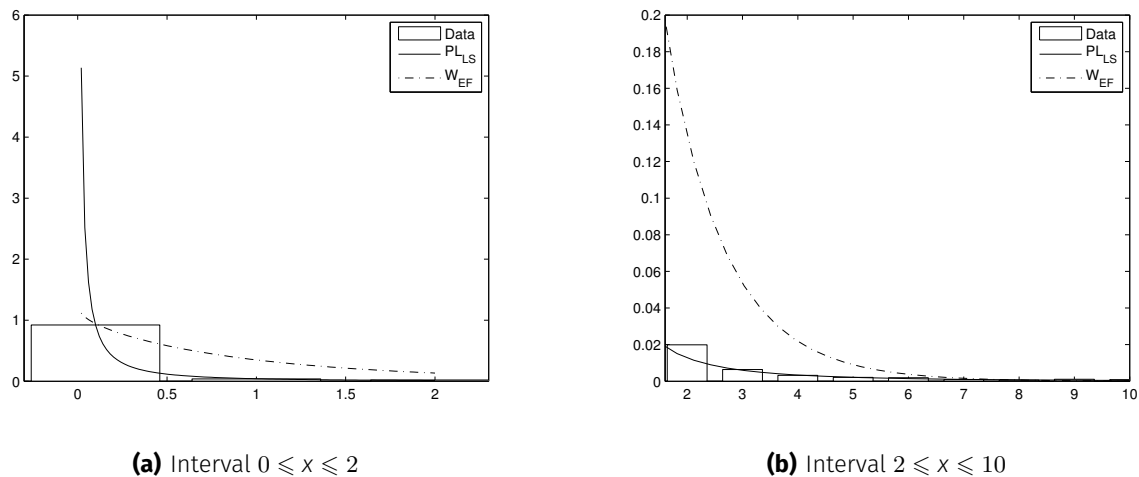 6
5
4
3
2
1
0
0 0.5 1 1.5 2
Data
PL_LS
W_EF
(a) Interval 0 ⩽ x ⩽ 2
0.2
0.18
0.16
0.14
0.12
0.1
0.08
0.06
0.04
0.02
0
2 3 4 5 6 7 8 9 10
Data
PL_LS
W_EF
(b) Interval 2 ⩽ x ⩽ 10